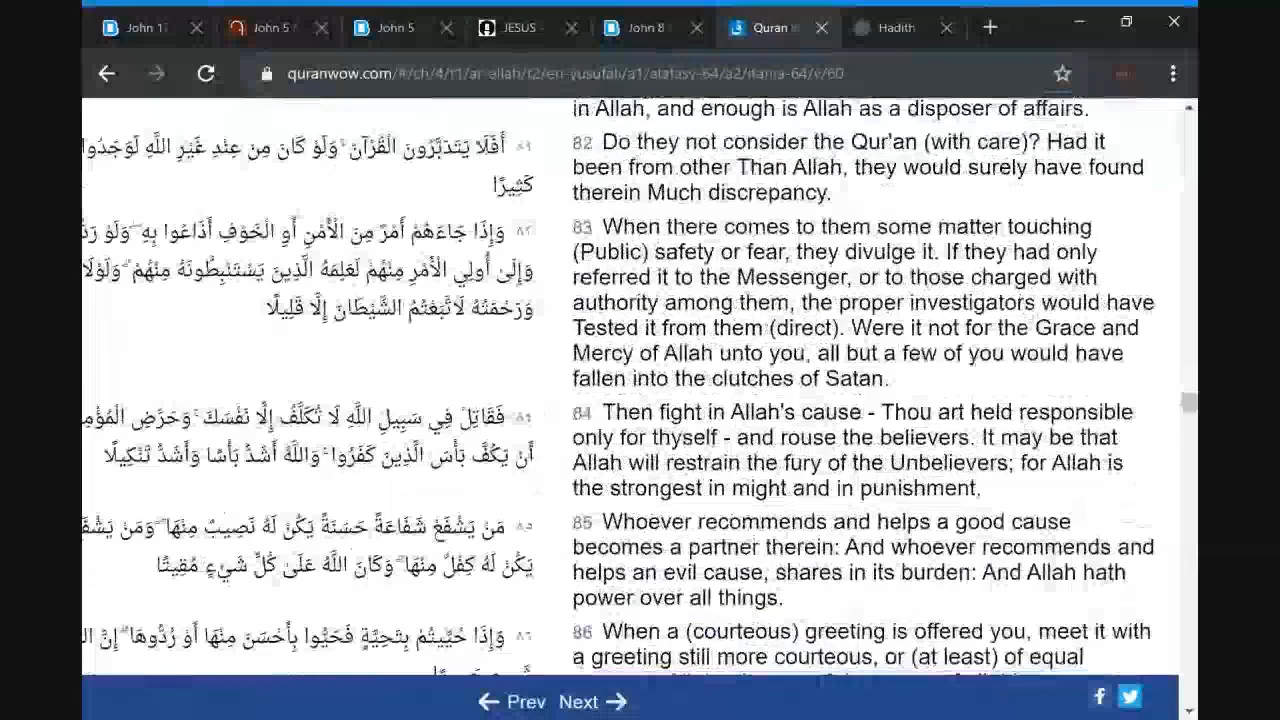 John 1
John 5
John 5
JESUS -
John 8
Quran
Hadith
quranwow.com/#/ch/4/t1/ar-allah/t2/en-yusufali/a1/alafasy-64/a2/itania-64/v/60
in Allah, and enough is Allah as a disposer of affairs.
٨٢ أَفَلَا يَتَدَبَّرُونَ الْقُرْآنَ ۚ وَلَوْ كَانَ مِنْ عِنْدِ غَيْرِ اللَّهِ لَوَجَدُوا
كَثِيرًا
82 Do they not consider the Qur'an (with care)? Had it
been from other Than Allah, they would surely have found
therein Much discrepancy.
٨٣ وَإِذَا جَاءَهُمْ أَمْرٌ مِنَ الْأَمْنِ أَوِ الْخَوْفِ أَذَاعُوا بِهِ ۖ وَلَوْ
وَإِلَىٰ أُولِي الْأَمْرِ مِنْهُمْ لَعَلِمَهُ الَّذِينَ يَسْتَنْبِطُونَهُ مِنْهُمْ ۗ وَلَوْلَا
وَرَحْمَتُهُ لَاتَّبَعْتُمُ الشَّيْطَانَ إِلَّا قَلِيلًا
83 When there comes to them some matter touching
(Public) safety or fear, they divulge it. If they had only
referred it to the Messenger, or to those charged with
authority among them, the proper investigators would have
Tested it from them (direct). Were it not for the Grace and
Mercy of Allah unto you, all but a few of you would have
fallen into the clutches of Satan.
٨٤ فَقَاتِلْ فِي سَبِيلِ اللَّهِ لَا تُكَلَّفُ إِلَّا نَفْسَكَ ۚ وَحَرِّضِ
أَنْ يَكُفَّ بَأْسَ الَّذِينَ كَفَرُوا ۚ وَاللَّهُ أَشَدُّ بَأْسًا وَأَشَدُّ تَنْكِيلًا
84 Then fight in Allah's cause - Thou art held responsible
only for thyself - and rouse the believers. It may be that
Allah will restrain the fury of the Unbelievers; for Allah is
the strongest in might and in punishment.
٨٥ مَنْ يَشْفَعْ شَفَاعَةً حَسَنَةً يَكُنْ لَهُ نَصِيبٌ مِنْهَا ۖ وَمَنْ
يَكُنْ لَهُ كِفْلٌ مِنْهَا ۗ وَكَانَ اللَّهُ عَلَىٰ كُلِّ شَيْءٍ مُقِيتًا
85 Whoever recommends and helps a good cause
becomes a partner therein: And whoever recommends and
helps an evil cause, shares in its burden: And Allah hath
power over all things.
٨٦ وَإِذَا حُيِّيتُمْ بِتَحِيَّةٍ فَحَيُّوا بِأَحْسَنَ مِنْهَا أَوْ رُدُّوهَا ۗ إِنَّ
86 When a (courteous) greeting is offered you, meet it with
a greeting still more courteous, or (at least) of equal
Prev Next